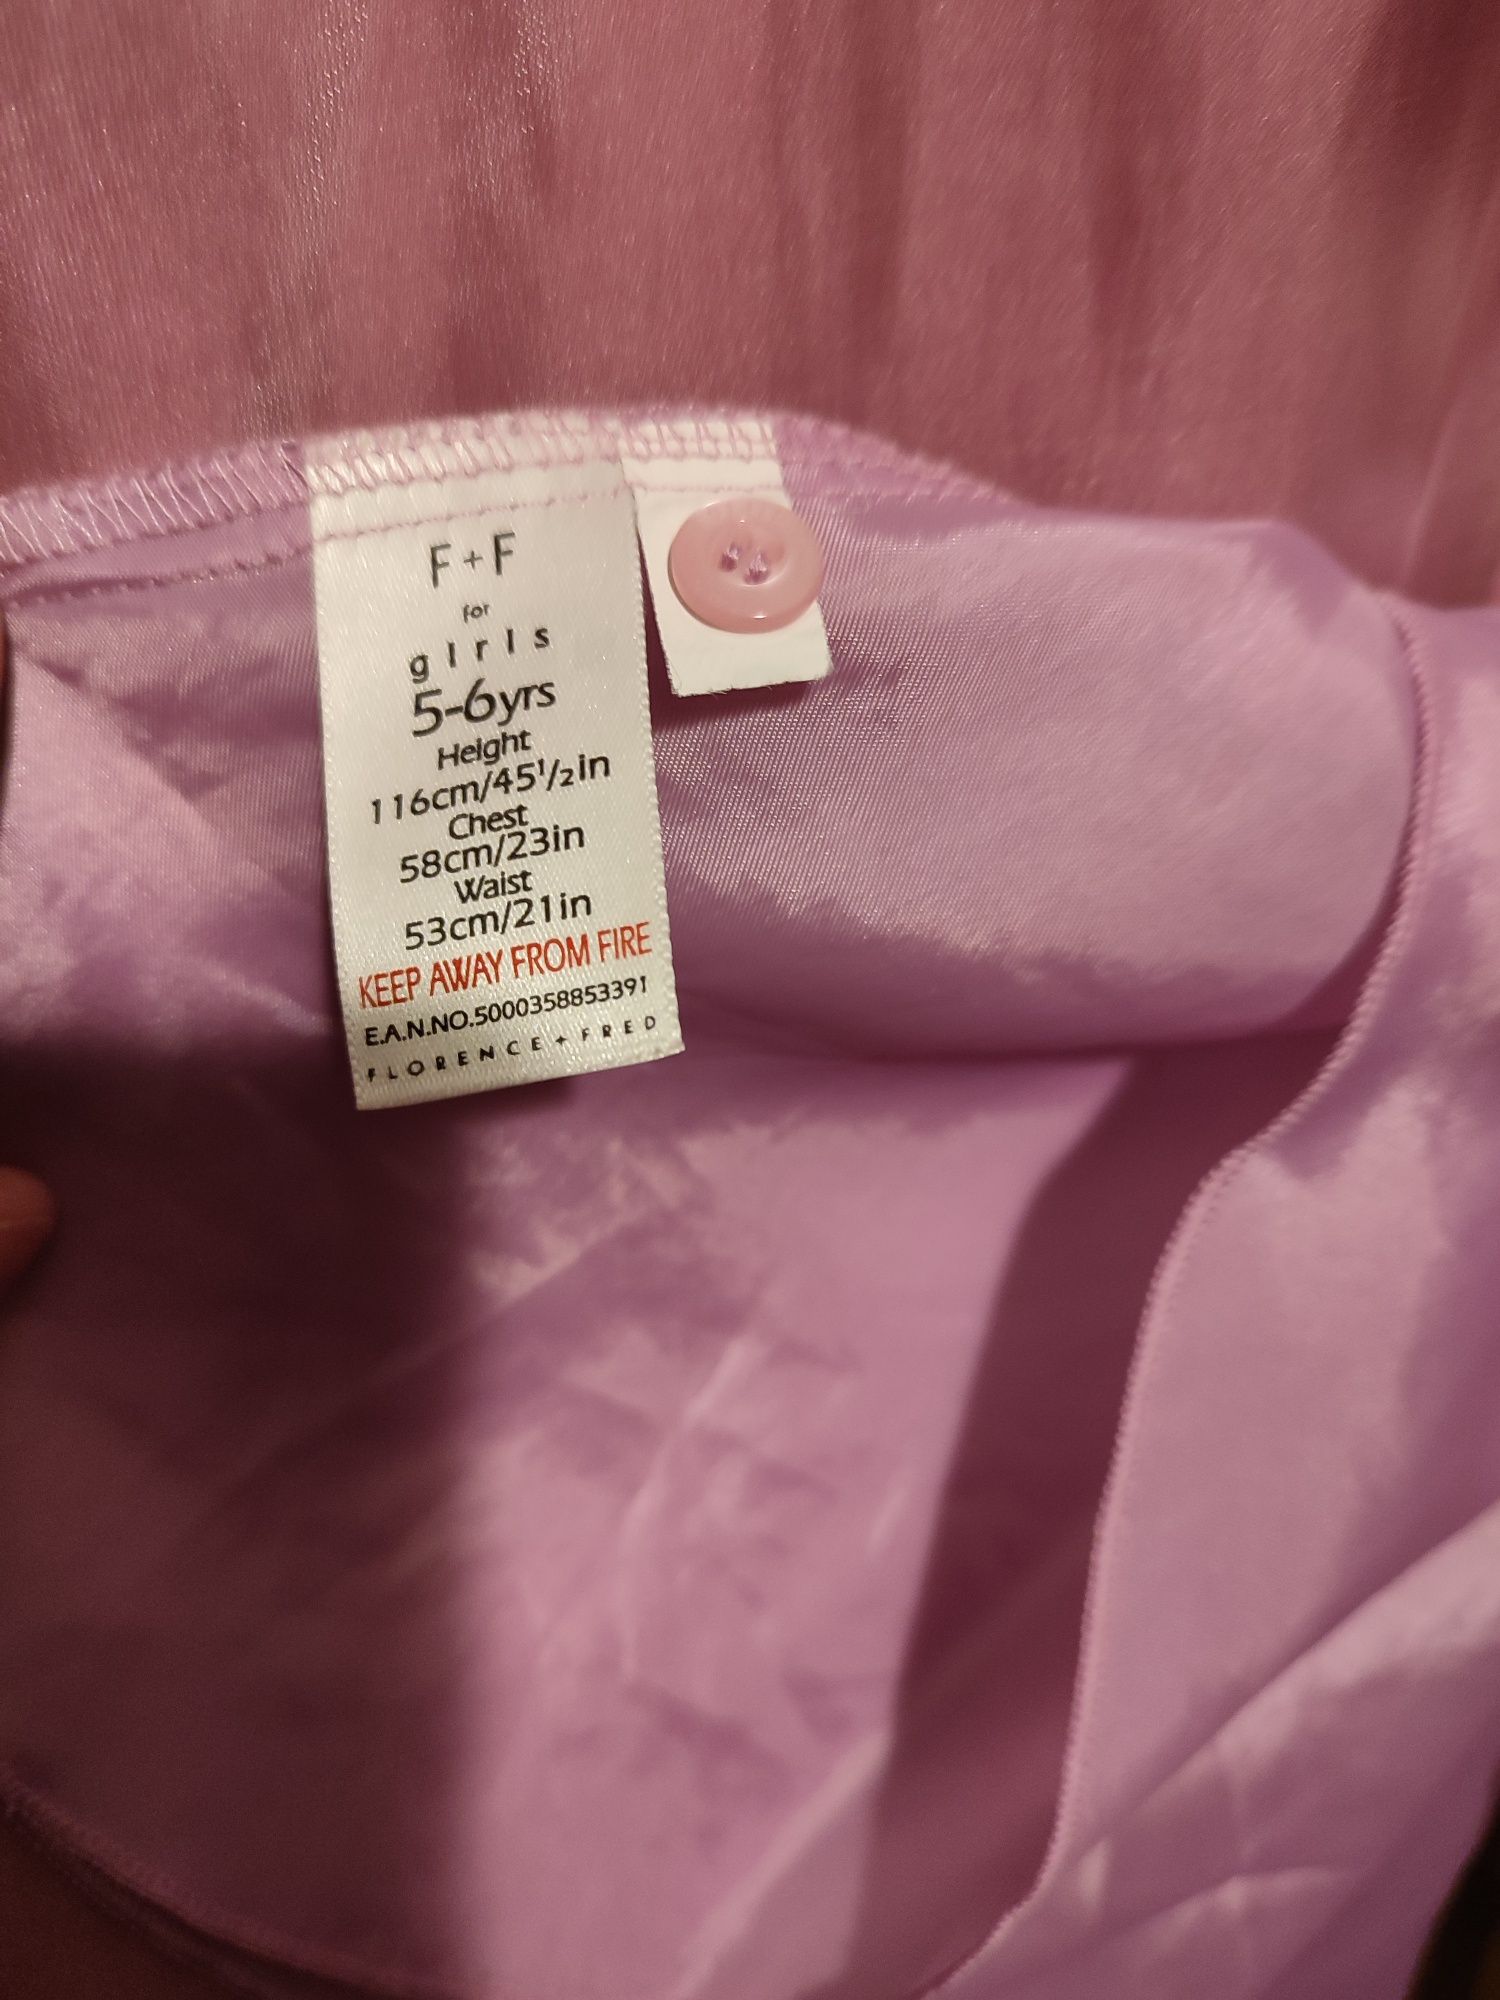 F+F
for
girls
5-6yrs
Height
116cm/45½in
Chest
58cm/23in
Waist
53cm/21in
KEEP AWAY FROM FIRE
E.A.N.NO.5000358853391
FLORENCE+FRED